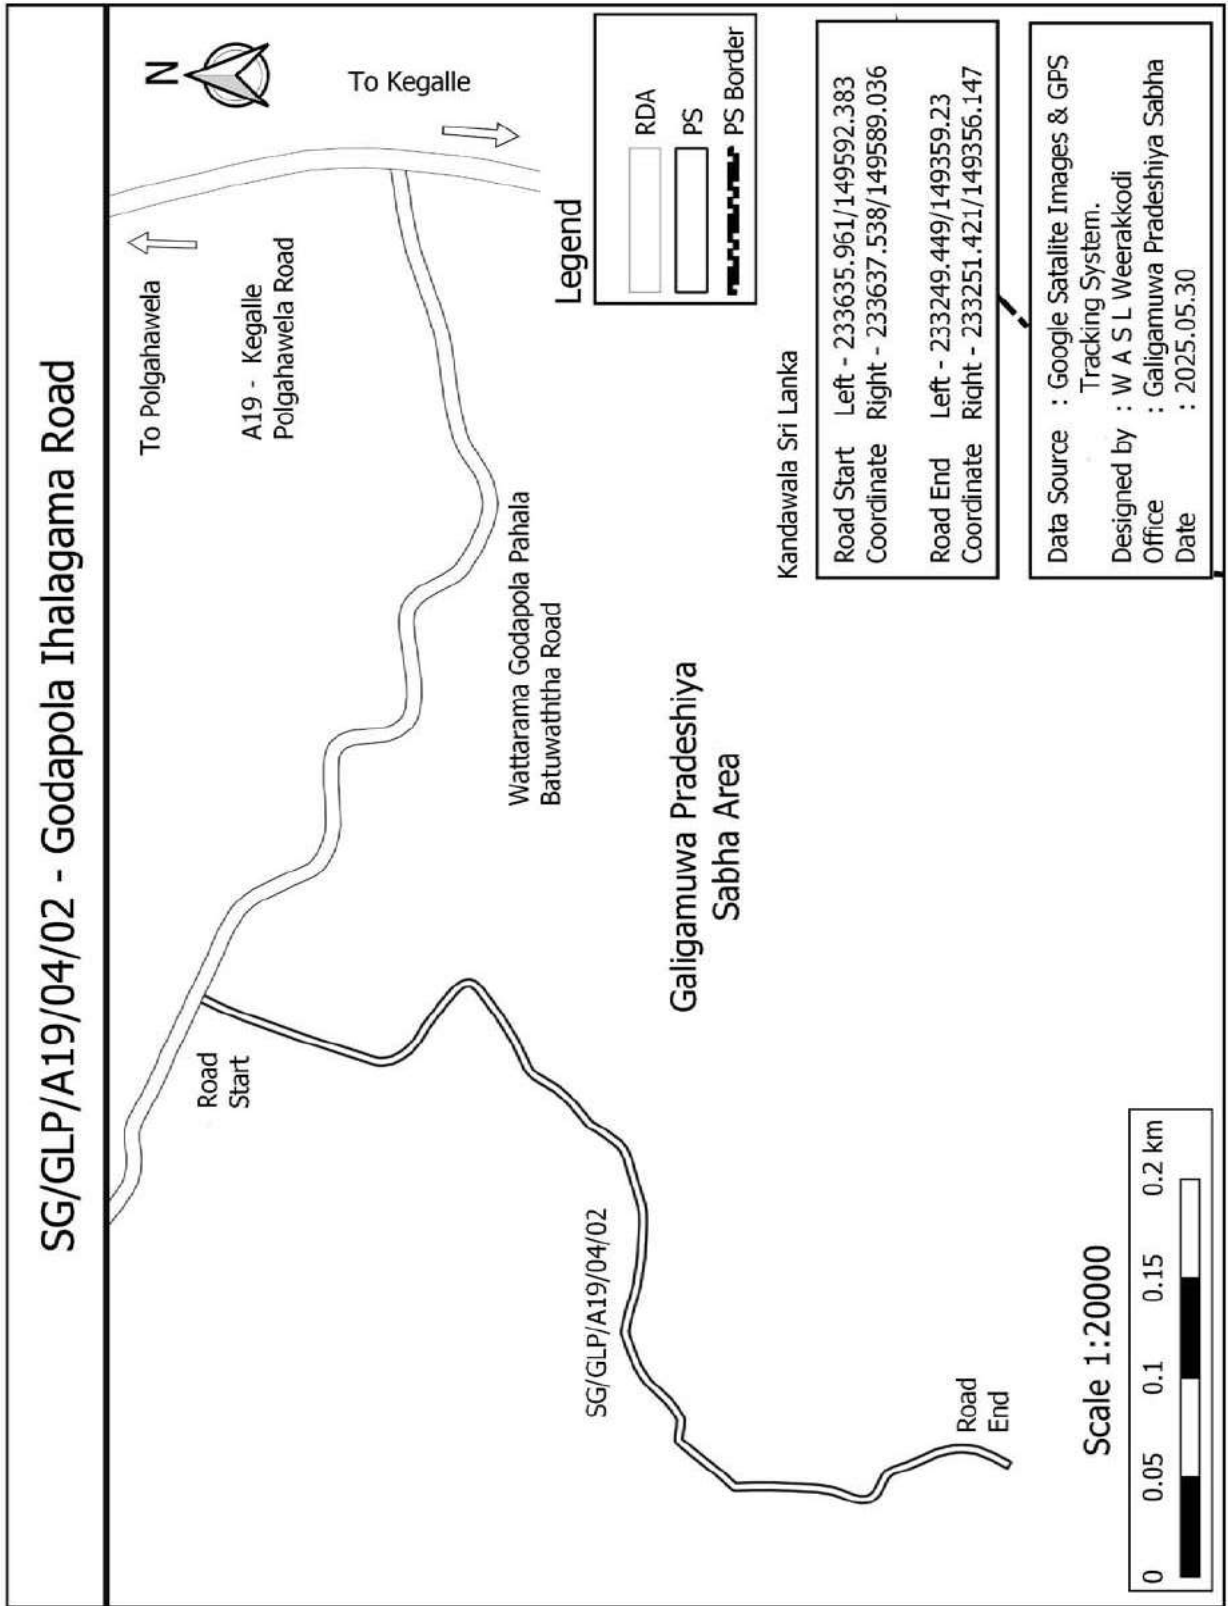 SG/GLP/A19/04/02 - Godapola Ihalagama Road
N
To Polgahawela
To Kegalle
A19 - Kegalle
Polgahawela Road
Road
Start
Wattarama Godapola Pahala
Batuwaththa Road
SG/GLP/A19/04/02
Galigamuwa Pradeshiya
Sabha Area
Road
End
Legend
RDA
PS
PS Border
Kandawala Sri Lanka
Road Start Left - 233635.961/149592.383
Coordinate Right - 233637.538/149589.036
Road End Left - 233249.449/149359.23
Coordinate Right - 233251.421/149356.147
Data Source : Google Satalite Images & GPS
Tracking System.
Designed by : W A S L Weerakkodi
Office : Galigamuwa Pradeshiya Sabha
Date : 2025.05.30
Scale 1:20000
0 0.05 0.1 0.15 0.2 km